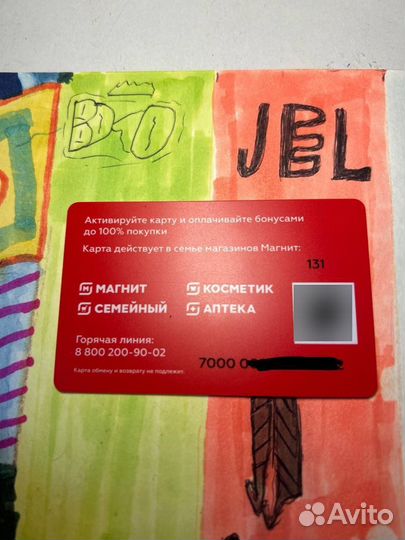 JBL
Активируйте карту и оплачивайте бонусами
до 100% покупки
Карта действует в семье магазинов Магнит:
131
МАГНИТ
КОСМЕТИК
СЕМЕЙНЫЙ
АПТЕКА
Горячая линия:
8 800 200-90-02
7000 0
Карта обмену и возврату не подлежит.
Avito